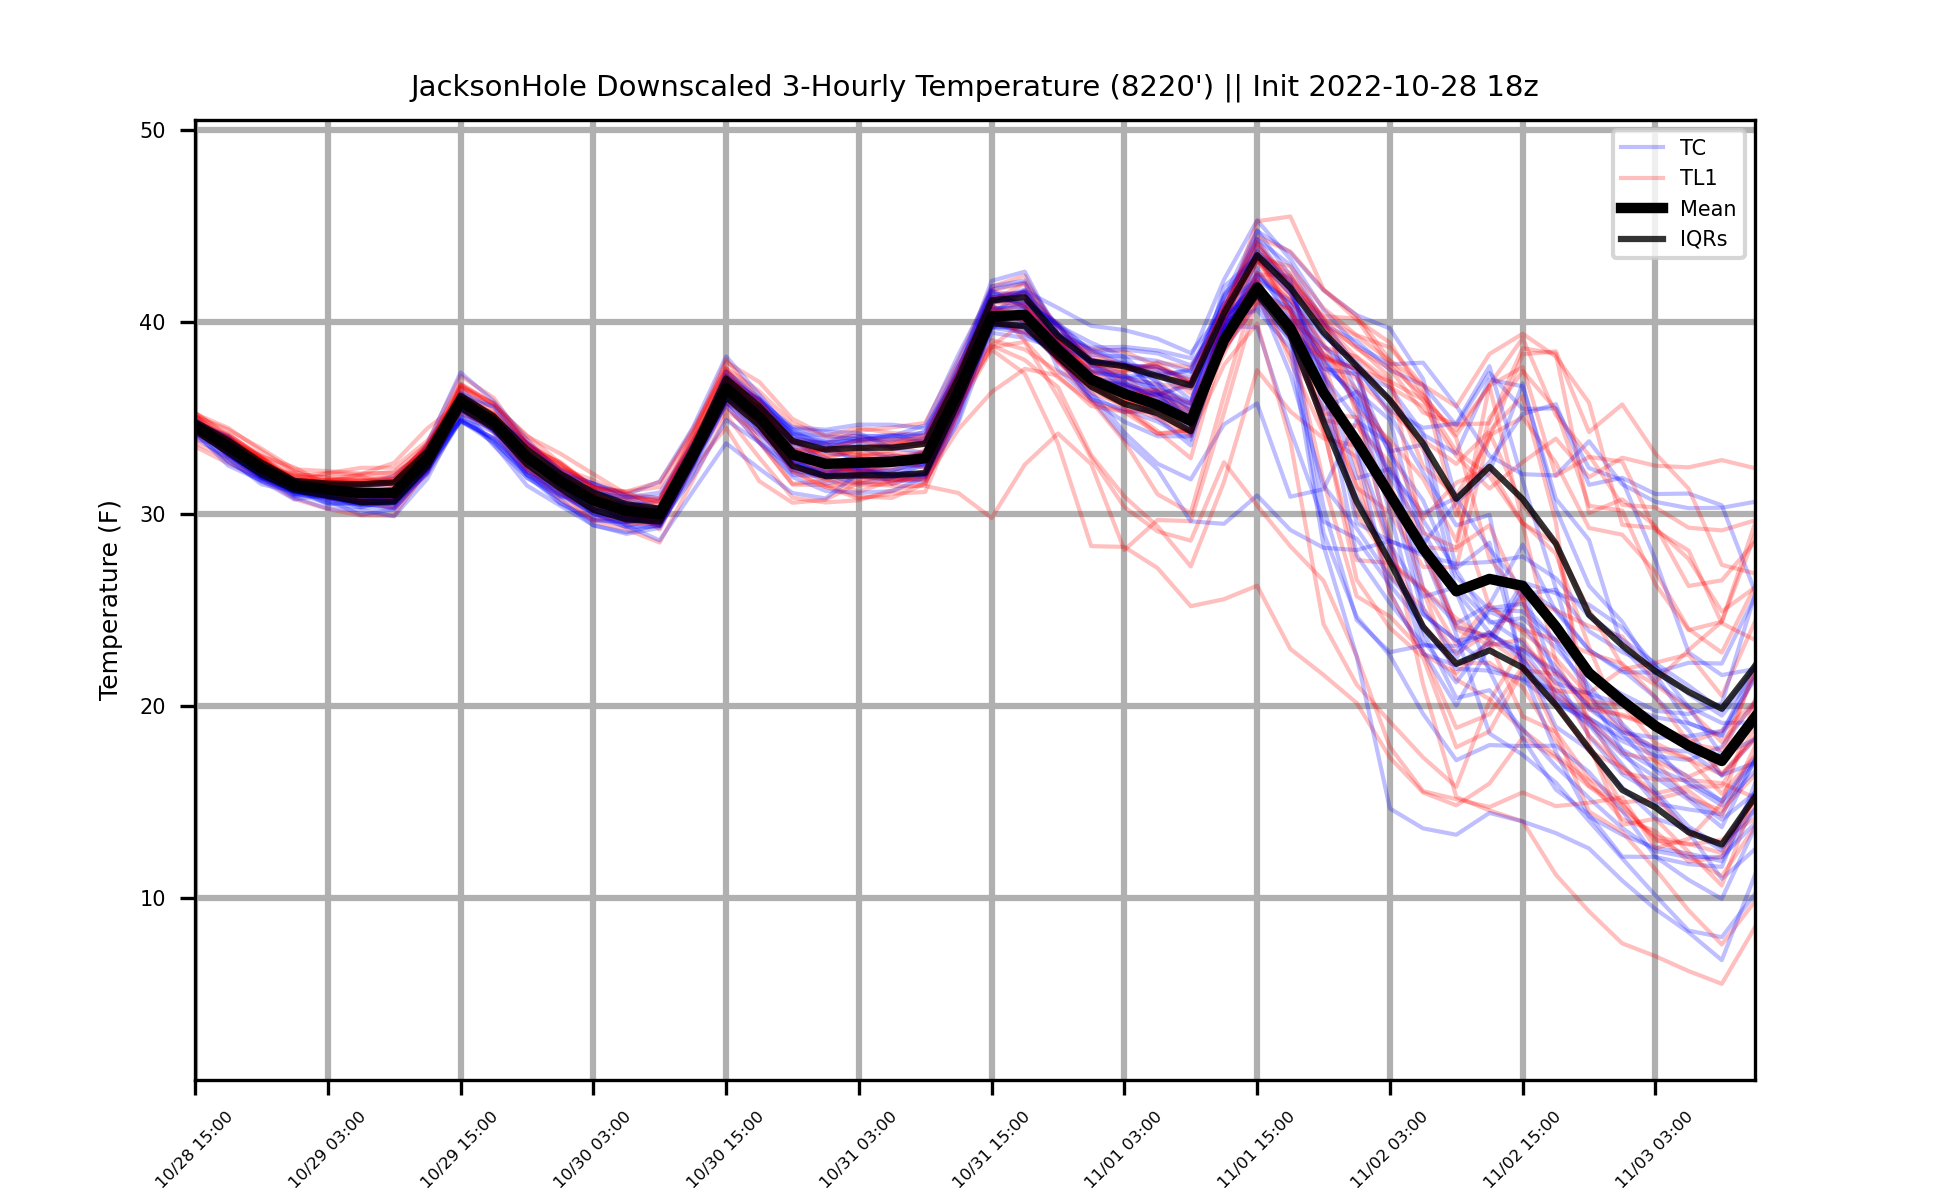 JacksonHole Downscaled 3-Hourly Temperature (8220') || Init 2022-10-28 18z
TC
TL1
Mean
IQRs
Temperature (F)
50
40
30
20
10
10/28 15:00
10/29 03:00
10/29 15:00
10/30 03:00
10/30 15:00
10/31 03:00
10/31 15:00
11/01 03:00
11/01 15:00
11/02 03:00
11/02 15:00
11/03 03:00